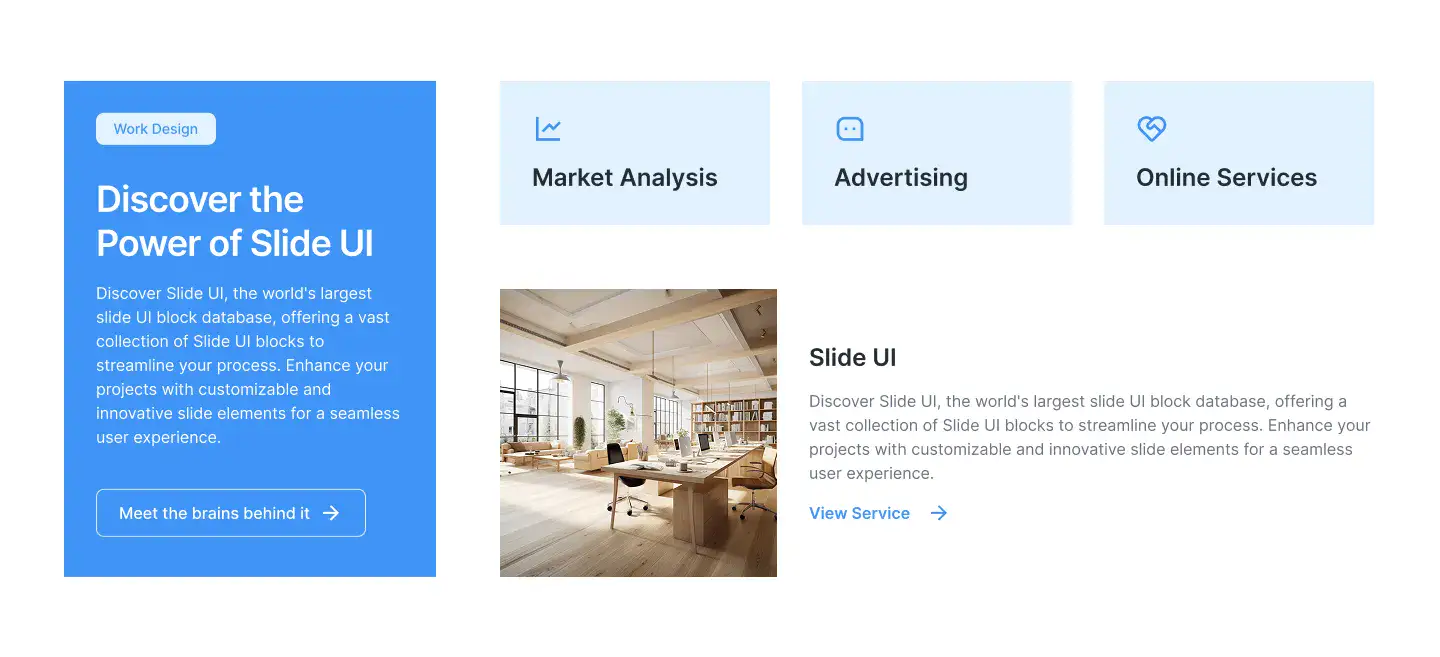 Work Design
Discover the
Power of Slide UI
Discover Slide UI, the world's largest
slide UI block database, offering a vast
collection of Slide UI blocks to
streamline your process. Enhance your
projects with customizable and
innovative slide elements for a seamless
user experience.
Meet the brains behind it
Market Analysis
Advertising
Online Services
Slide UI
Discover Slide UI, the world's largest slide UI block database, offering a
vast collection of Slide UI blocks to streamline your process. Enhance your
projects with customizable and innovative slide elements for a seamless
user experience.
View Service